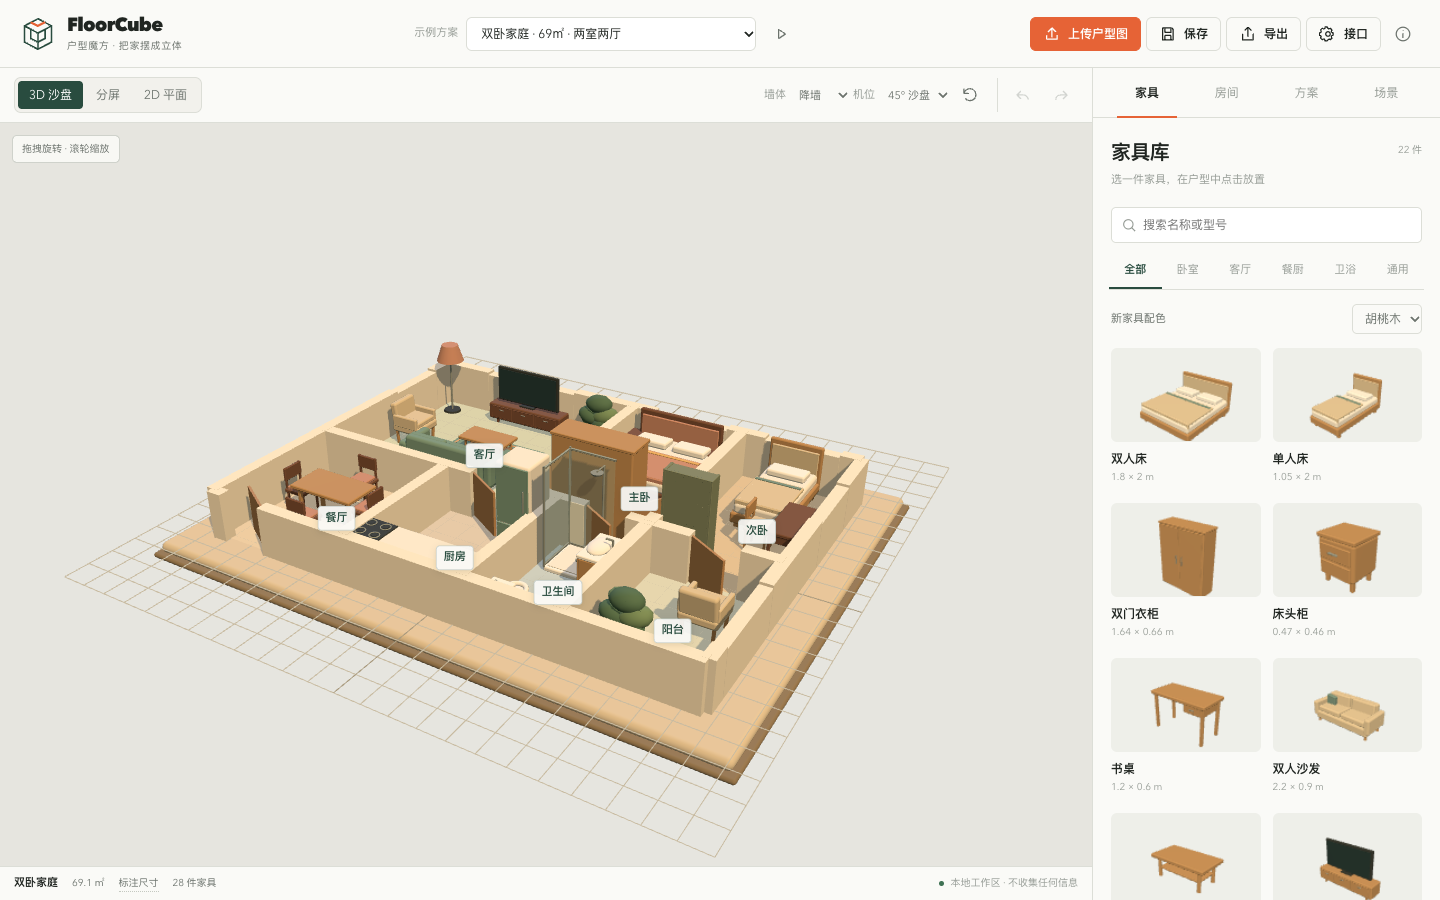 FloorCube
户型魔方 · 把家摆成立体
示例方案
双卧家庭 · 69㎡ · 两室两厅
上传户型图
保存
导出
接口
3D 沙盘
分屏
2D 平面
墙体
降墙
机位
45° 沙盘
拖拽旋转 · 滚轮缩放
客厅
主卧
次卧
餐厅
厨房
卫生间
阳台
双卧家庭
69.1 ㎡
标注尺寸
28 件家具
本地工作区 · 不收集任何信息
家具
房间
方案
场景
家具库
22 件
选一件家具，在户型中点击放置
搜索名称或型号
全部
卧室
客厅
餐厨
卫浴
通用
新家具配色
胡桃木
双人床
1.8 × 2 m
单人床
1.05 × 2 m
双门衣柜
1.64 × 0.66 m
床头柜
0.47 × 0.46 m
书桌
1.2 × 0.6 m
双人沙发
2.2 × 0.9 m